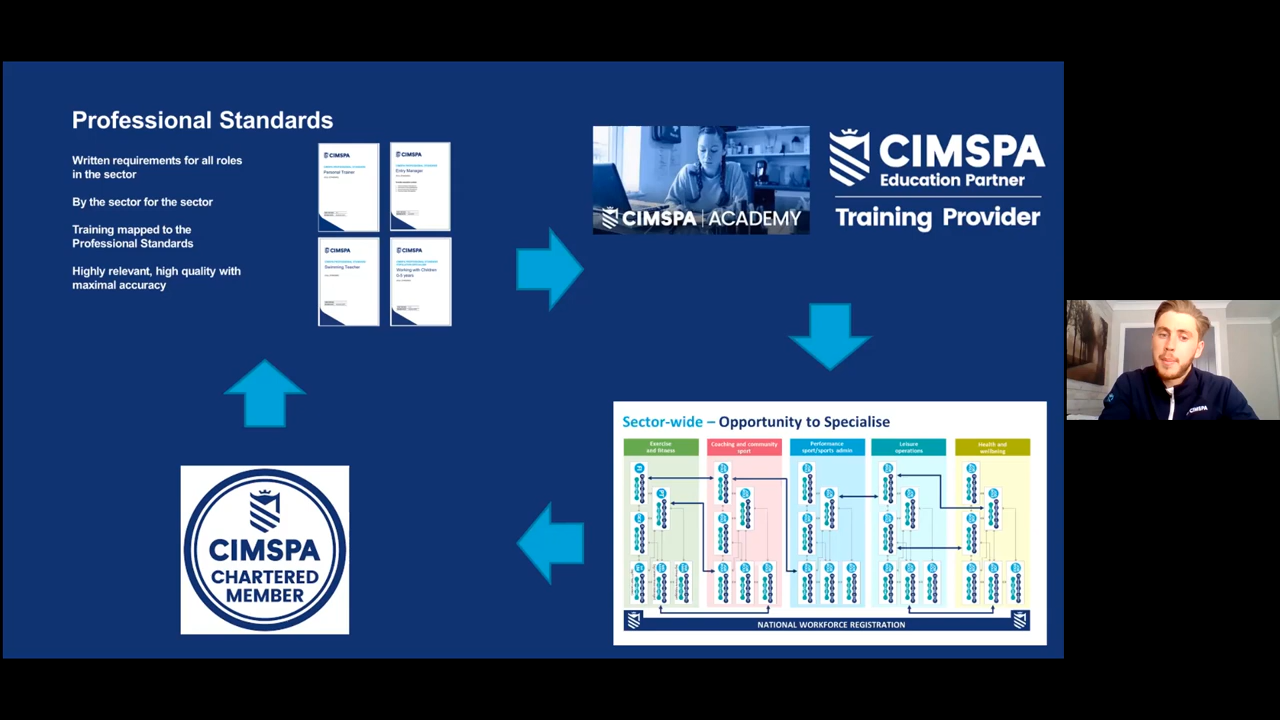 Professional Standards
Written requirements for all roles
in the sector
By the sector for the sector
Training mapped to the
Professional Standards
Highly relevant, high quality with
maximal accuracy
CIMSPA
Personal Trainer
CIMSPA
Entry Manager
CIMSPA
Swimming Teacher
CIMSPA
Working with Children
CIMSPA | ACADEMY
CIMSPA
Education Partner
Training Provider
Sector-wide – Opportunity to Specialise
Exercise
and fitness
Coaching and community
sport
Performance
sport/sports admin
Leisure
operations
Health and
wellbeing
NATIONAL WORKFORCE REGISTRATION
CIMSPA
CHARTERED
MEMBER
CIMSPA